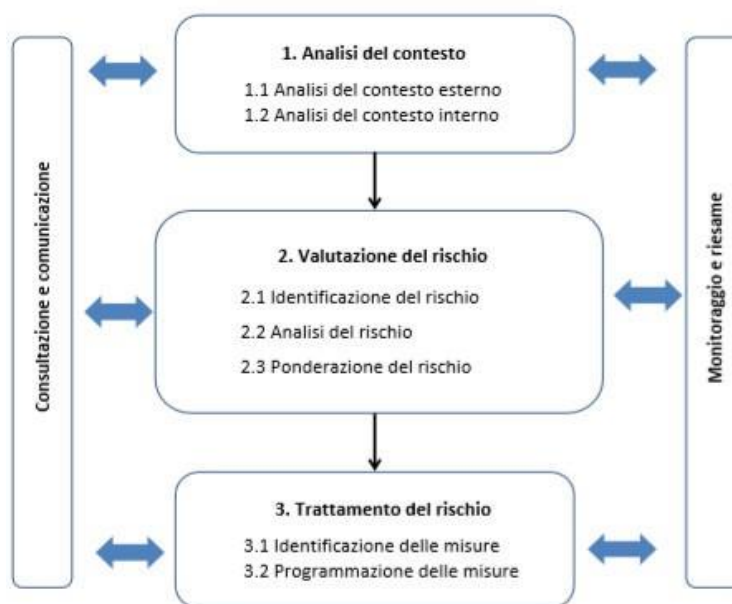 Consultazione e comunicazione
1. Analisi del contesto
1.1 Analisi del contesto esterno
1.2 Analisi del contesto interno
2. Valutazione del rischio
2.1 Identificazione del rischio
2.2 Analisi del rischio
2.3 Ponderazione del rischio
3. Trattamento del rischio
3.1 Identificazione delle misure
3.2 Programmazione delle misure
Monitoraggio e riesame